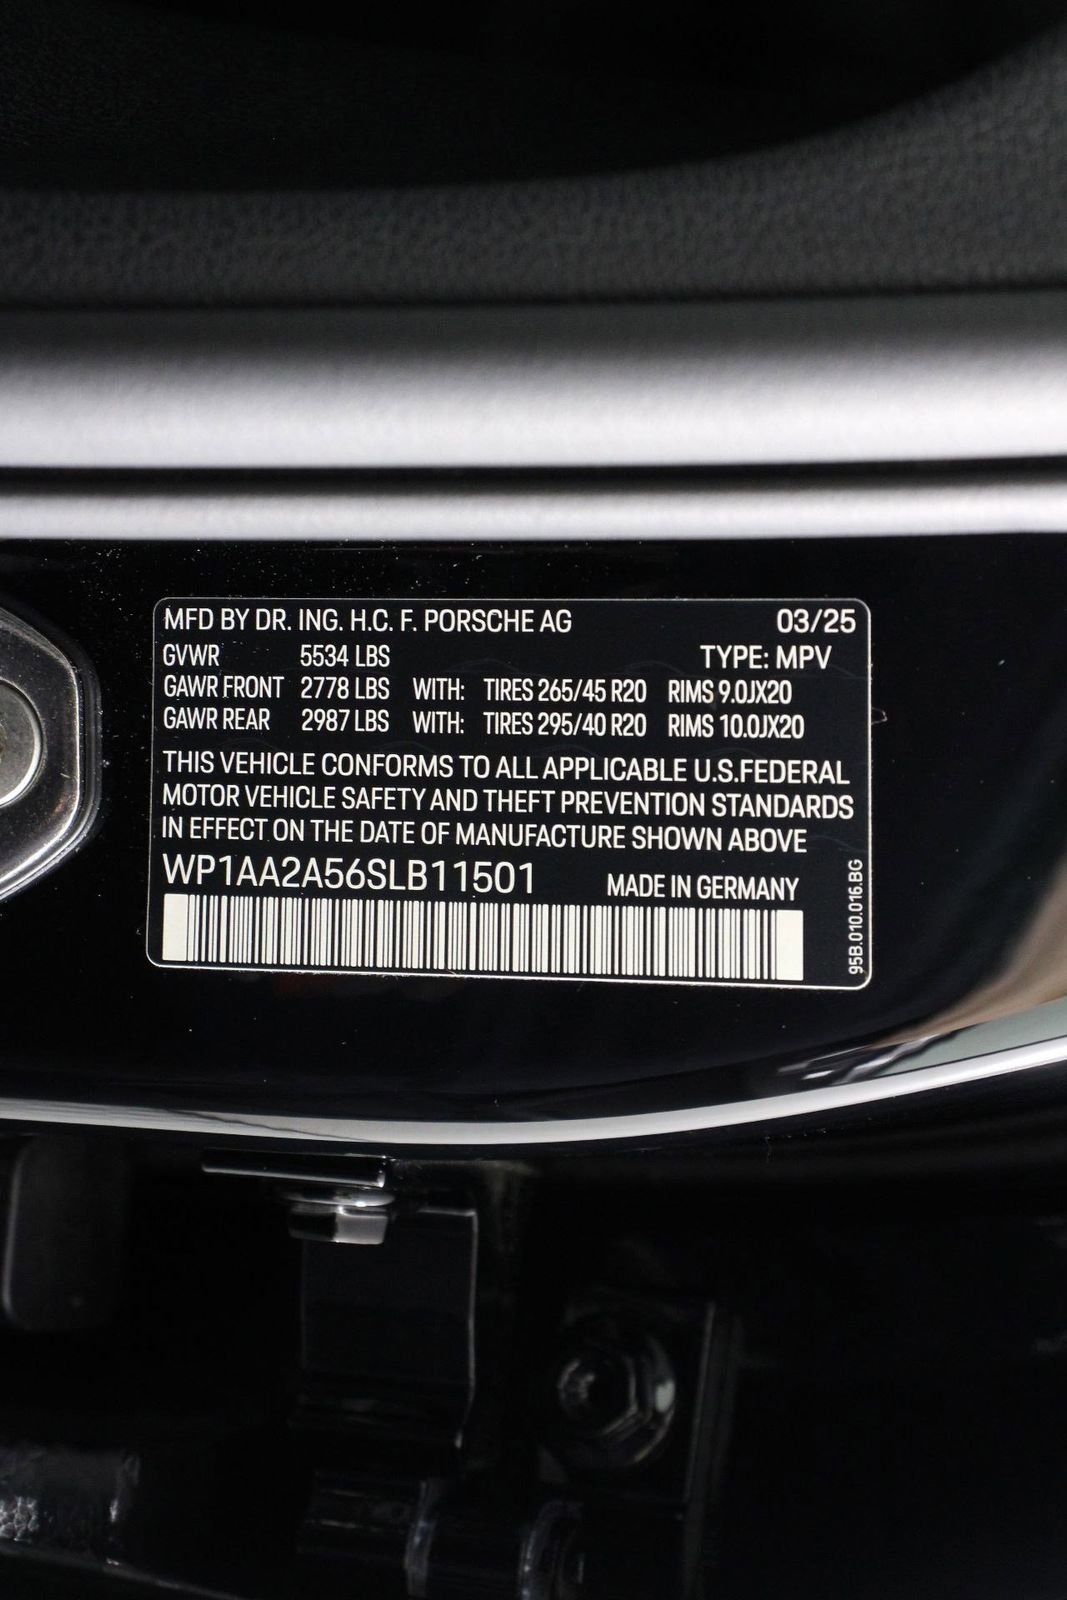 MFD BY DR. ING. H.C. F. PORSCHE AG 03/25
GVWR 5534 LBS TYPE: MPV
GAWR FRONT 2778 LBS WITH: TIRES 265/45 R20 RIMS 9.0JX20
GAWR REAR 2987 LBS WITH: TIRES 295/40 R20 RIMS 10.0JX20
THIS VEHICLE CONFORMS TO ALL APPLICABLE U.S.FEDERAL
MOTOR VEHICLE SAFETY AND THEFT PREVENTION STANDARDS
IN EFFECT ON THE DATE OF MANUFACTURE SHOWN ABOVE
WP1AA2A56SLB11501 MADE IN GERMANY
95B.010.016.BG